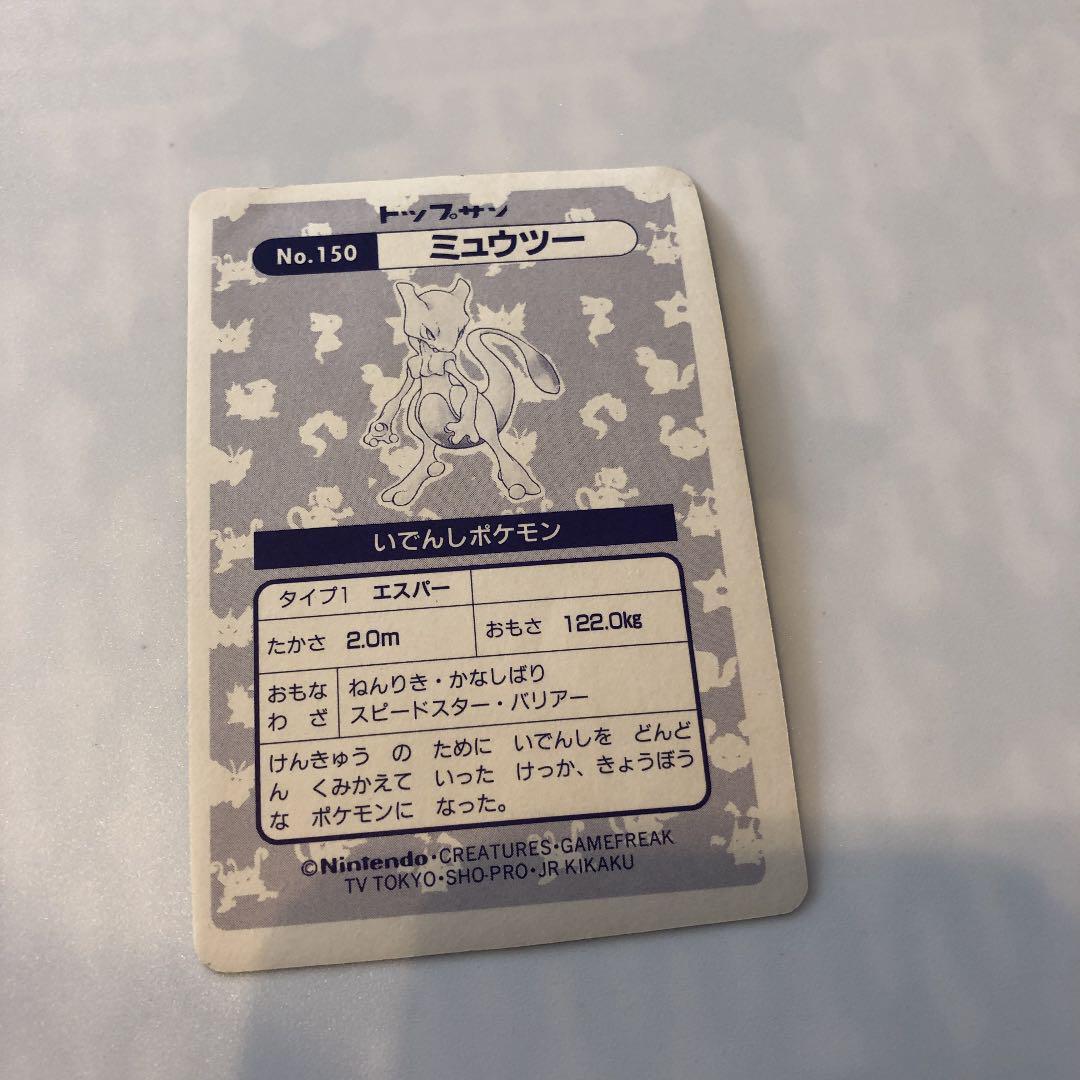 トップサン
No.150 ミュウツー
いでんしポケモン
タイプ1 エスパー
たかさ 2.0m おもさ 122.0kg
おもな わざ ねんりき・かなしばり
スピードスター・バリアー
けんきゅう の ために いでんしを どんど
ん くみかえて いった けっか、きょうぼう
な ポケモンに なった。
©Nintendo・CREATURES・GAMEFREAK
TV TOKYO・SHO-PRO・JR KIKAKU